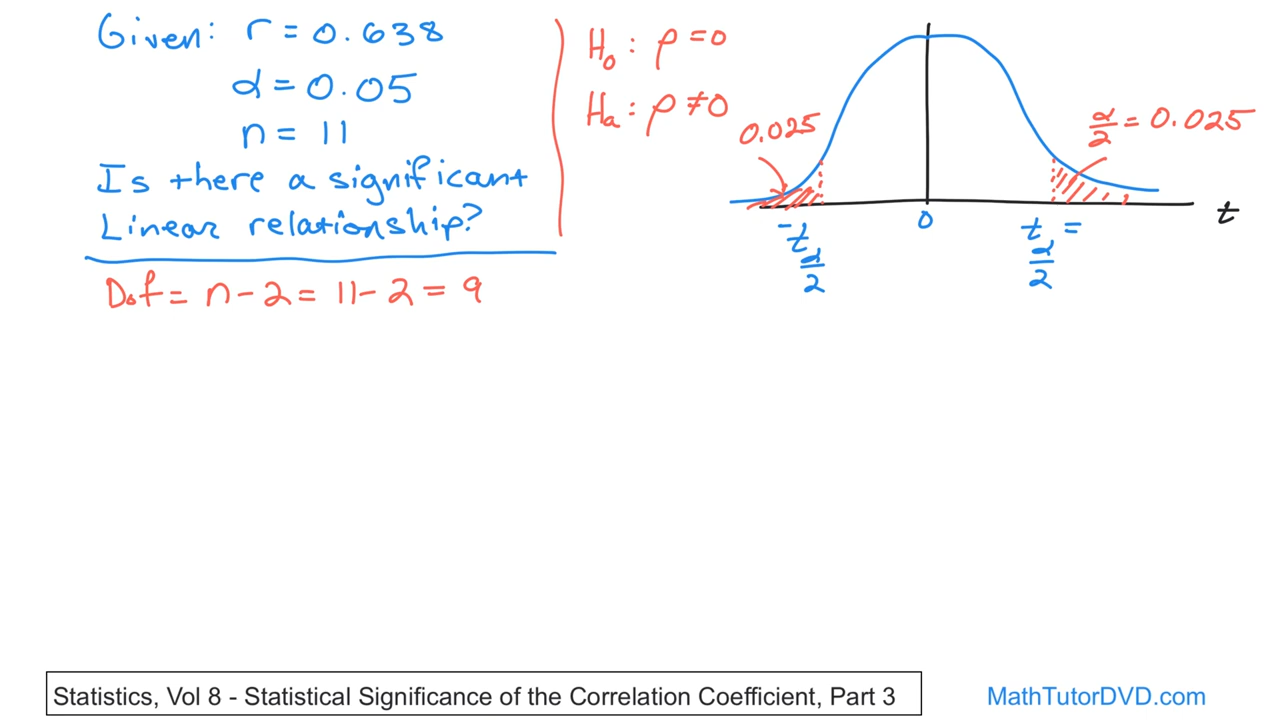 Given: r = 0.638
α = 0.05
n = 11
Is there a significant
Linear relationship?
Dof = n - 2 = 11 - 2 = 9
H₀ : ρ = 0
Hₐ : ρ ≠ 0
0.025
α/2 = 0.025
-t α/2
0
t α/2 =
t
Statistics, Vol 8 - Statistical Significance of the Correlation Coefficient, Part 3
MathTutorDVD.com